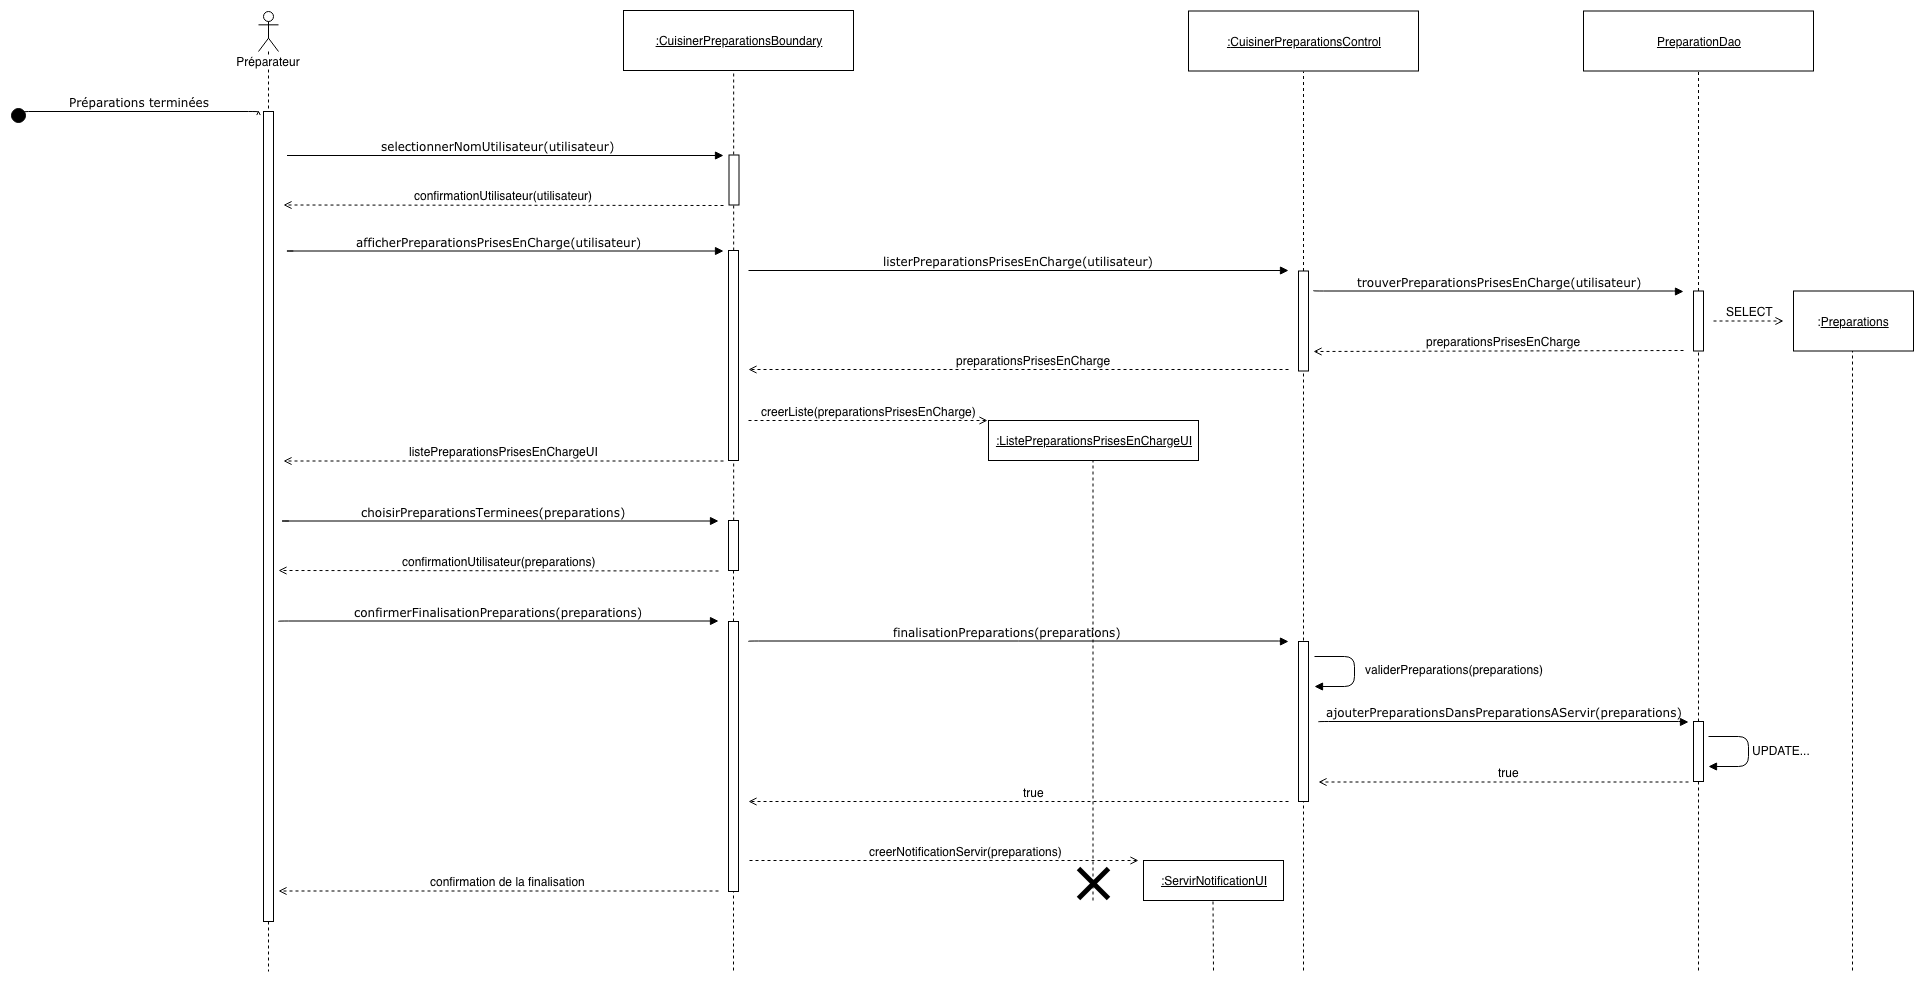 Préparateur
:CuisinerPreparationsBoundary
:CuisinerPreparationsControl
PreparationDao
Préparations terminées
selectionnerNomUtilisateur(utilisateur)
confirmationUtilisateur(utilisateur)
afficherPreparationsPrisesEnCharge(utilisateur)
listerPreparationsPrisesEnCharge(utilisateur)
trouverPreparationsPrisesEnCharge(utilisateur)
SELECT
:Preparations
preparationsPrisesEnCharge
preparationsPrisesEnCharge
creerListe(preparationsPrisesEnCharge)
:ListePreparationsPrisesEnChargeUI
listePreparationsPrisesEnChargeUI
choisirPreparationsTerminees(preparations)
confirmationUtilisateur(preparations)
confirmerFinalisationPreparations(preparations)
finalisationPreparations(preparations)
validerPreparations(preparations)
ajouterPreparationsDansPreparationsAServir(preparations)
UPDATE...
true
true
creerNotificationServir(preparations)
:ServirNotificationUI
confirmation de la finalisation